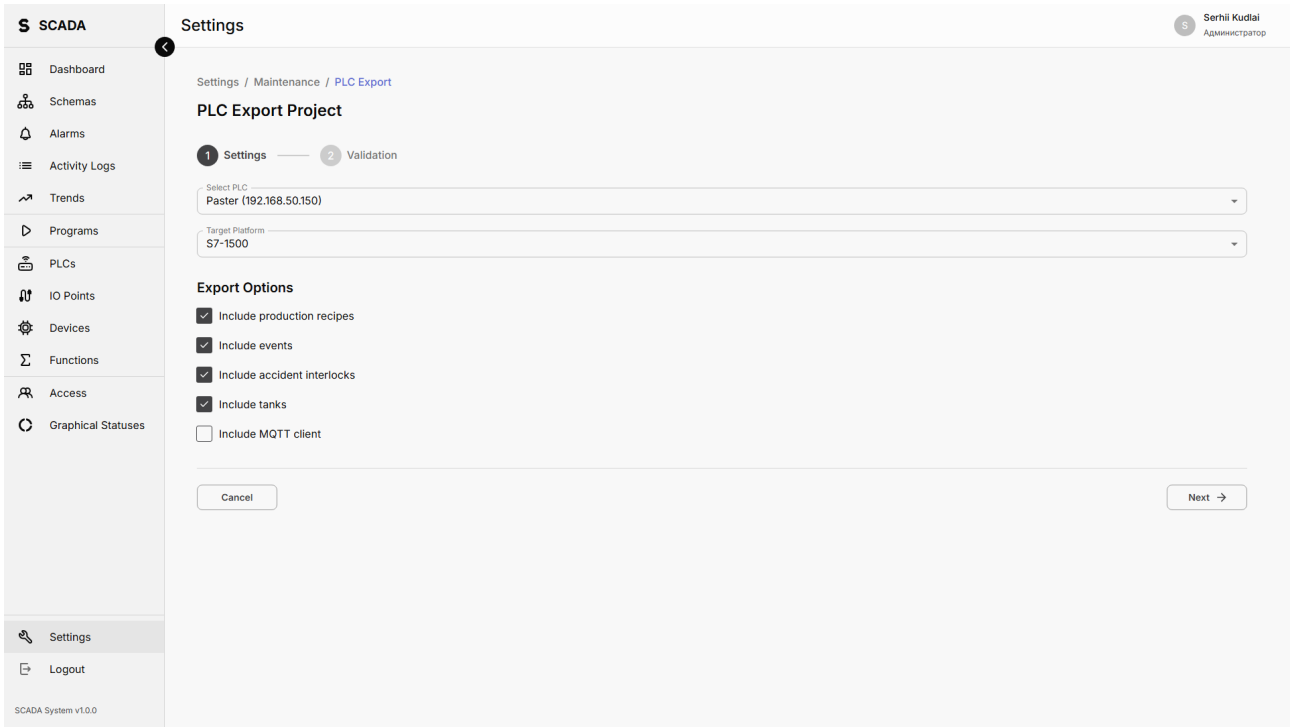 S SCADA
Settings
S
Serhii Kudlai
Администратор
Dashboard
Schemas
Alarms
Activity Logs
Trends
Programs
PLCs
IO Points
Devices
Functions
Access
Graphical Statuses
Settings
Logout
SCADA System v1.0.0
Settings / Maintenance / PLC Export
PLC Export Project
1 Settings 2 Validation
Select PLC
Paster (192.168.50.150)
Target Platform
S7-1500
Export Options
Include production recipes
Include events
Include accident interlocks
Include tanks
Include MQTT client
Cancel
Next →